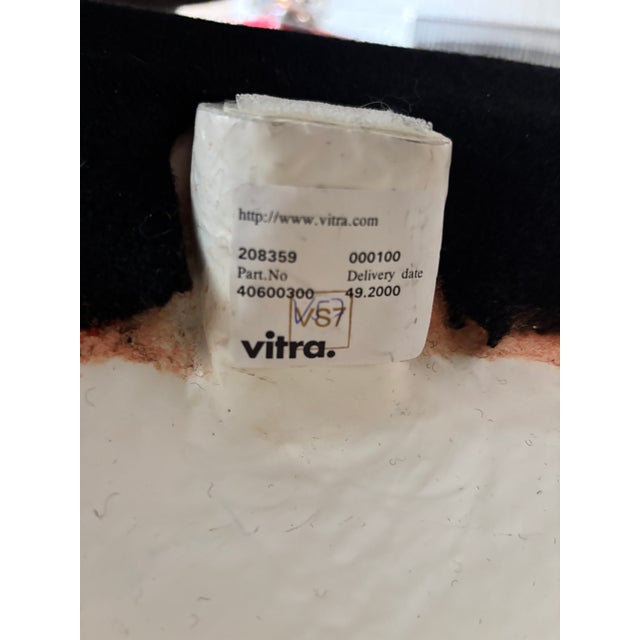 http://www.vitra.com
208359 000100
Part.No Delivery date
40600300 49.2000
VS7
vitra.